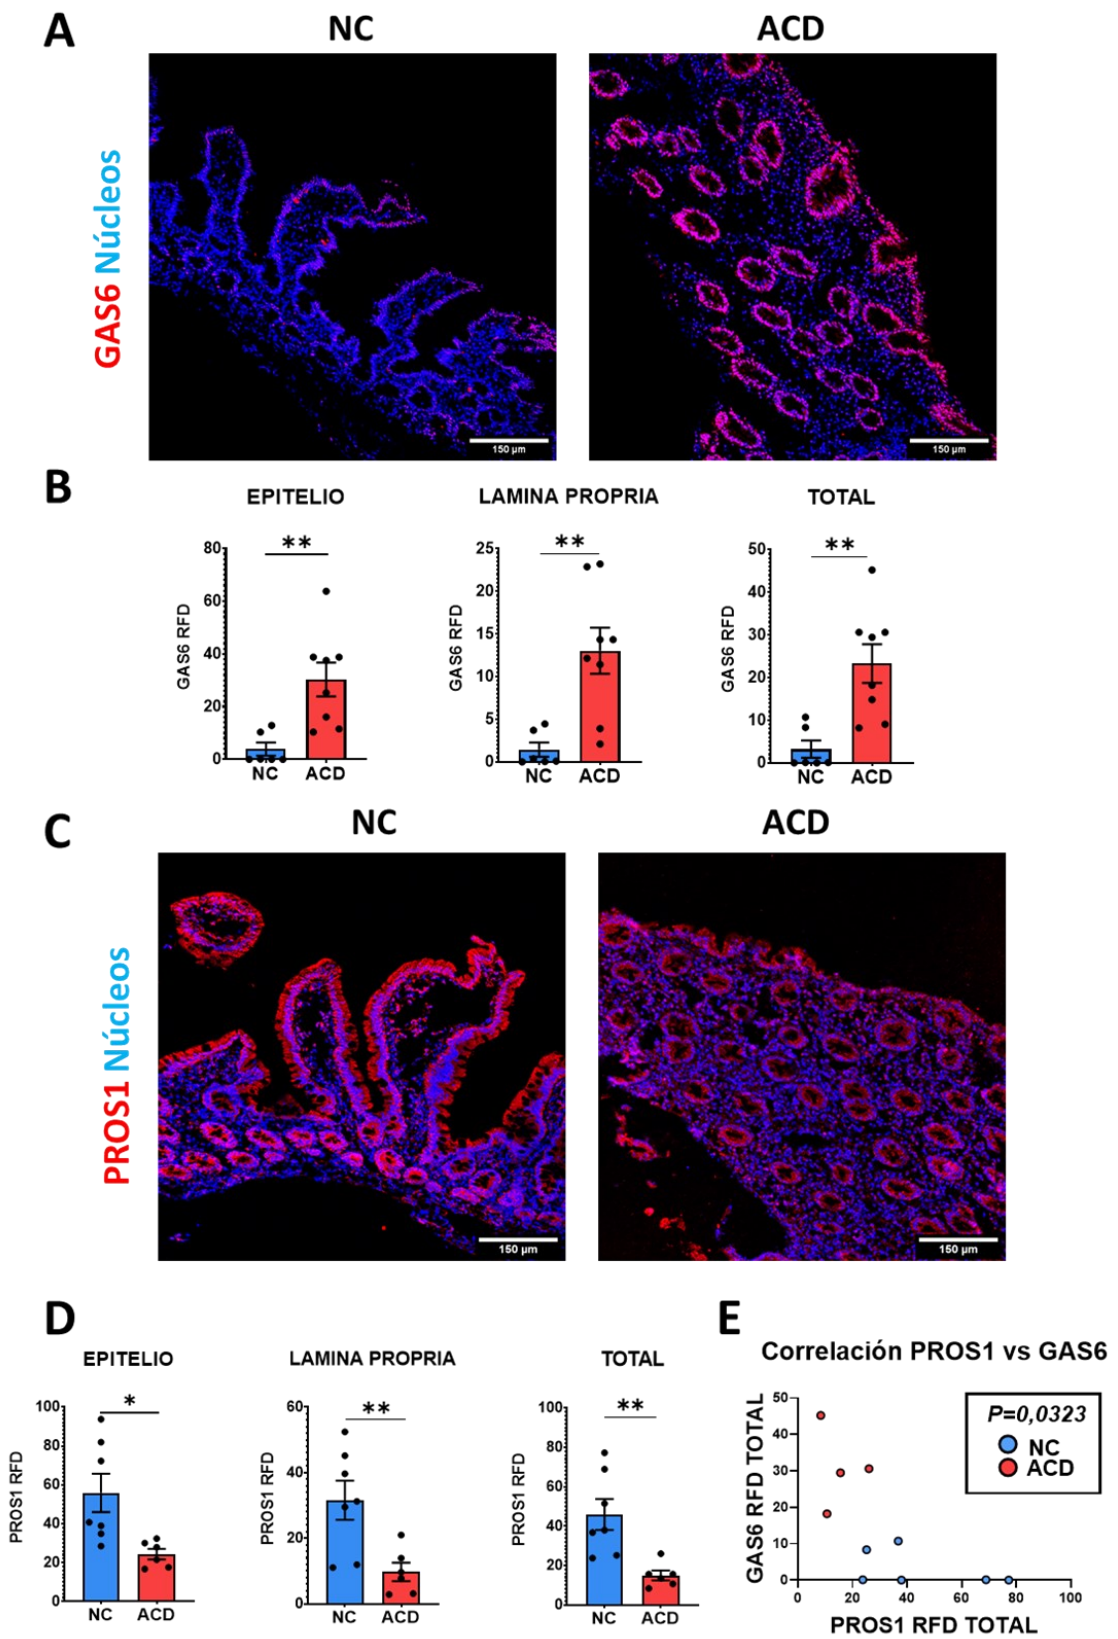 A
NC
ACD
GAS6 Núcleos
150 µm
150 µm
B
EPITELIO
LAMINA PROPRIA
TOTAL
**
**
**
GAS6 RFD
80
60
40
20
0
NC
ACD
GAS6 RFD
25
20
15
10
5
0
NC
ACD
GAS6 RFD
50
40
30
20
10
0
NC
ACD
C
NC
ACD
PROS1 Núcleos
150 µm
150 µm
D
EPITELIO
LAMINA PROPRIA
TOTAL
*
**
**
PROS1 RFD
100
80
60
40
20
0
NC
ACD
PROS1 RFD
60
40
20
0
NC
ACD
PROS1 RFD
100
80
60
40
20
0
NC
ACD
E
Correlación PROS1 vs GAS6
GAS6 RFD TOTAL
50
40
30
20
10
0
P=0,0323
NC
ACD
0 20 40 60 80 100
PROS1 RFD TOTAL